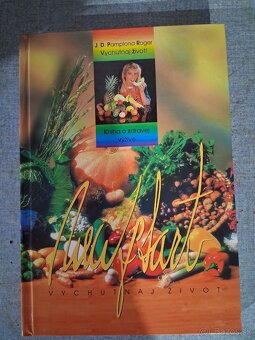 J. D. Pamplona Roger
Vychutnaj život!
Kniha o zdravej
výžive
VYCHUTNAJ ŽIVOT